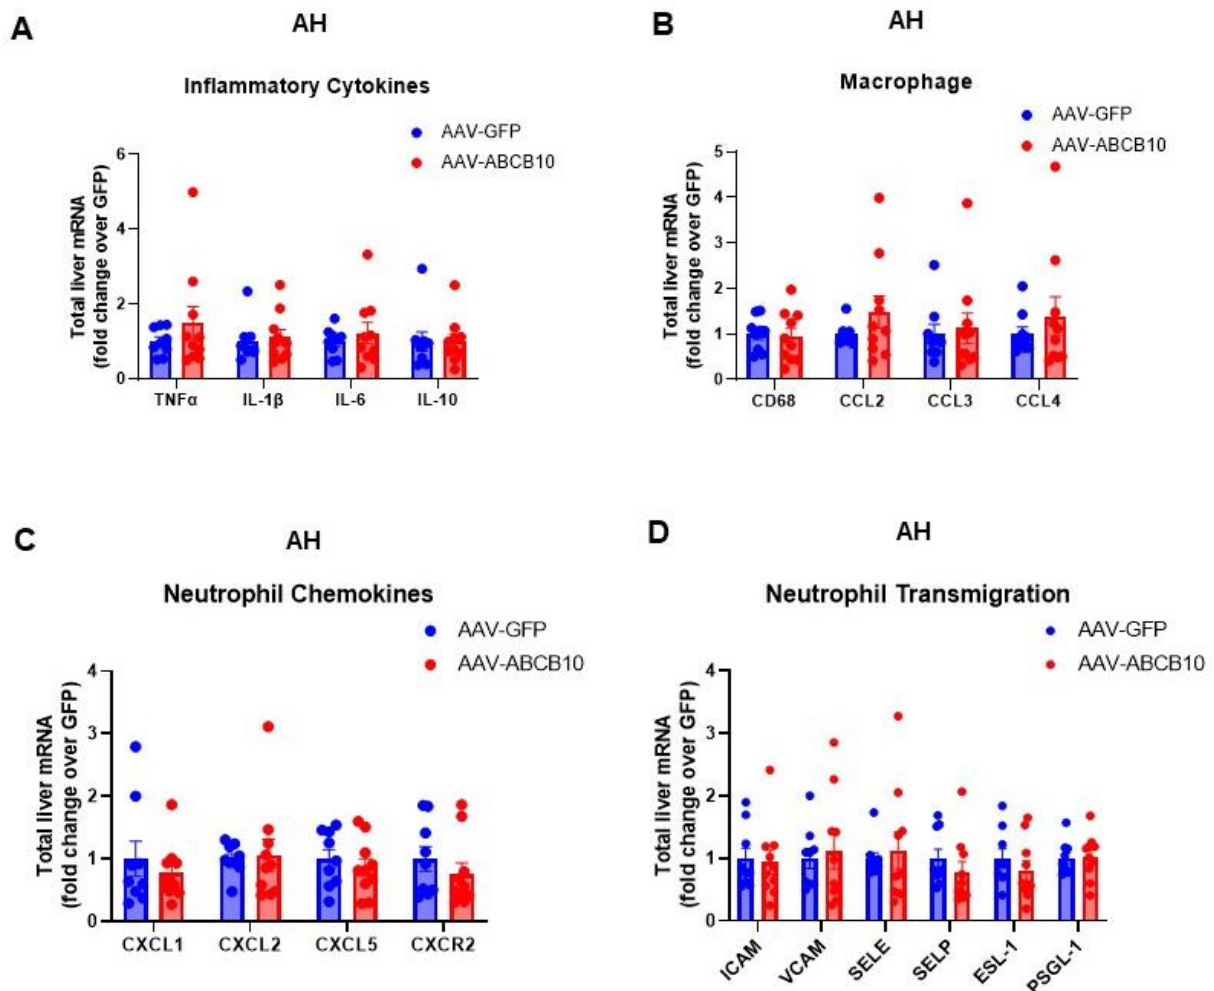 A
AH
Inflammatory Cytokines
AAV-GFP
AAV-ABCB10
Total liver mRNA
(fold change over GFP)
6
4
2
0
TNFα IL-1β IL-6 IL-10
B
AH
Macrophage
AAV-GFP
AAV-ABCB10
Total liver mRNA
(fold change over GFP)
5
4
3
2
1
0
CD68 CCL2 CCL3 CCL4
C
AH
Neutrophil Chemokines
AAV-GFP
AAV-ABCB10
Total liver mRNA
(fold change over GFP)
4
3
2
1
0
CXCL1 CXCL2 CXCL5 CXCR2
D
AH
Neutrophil Transmigration
AAV-GFP
AAV-ABCB10
Total liver mRNA
(fold change over GFP)
4
3
2
1
0
ICAM VCAM SELE SELP ESL-1 PSGL-1